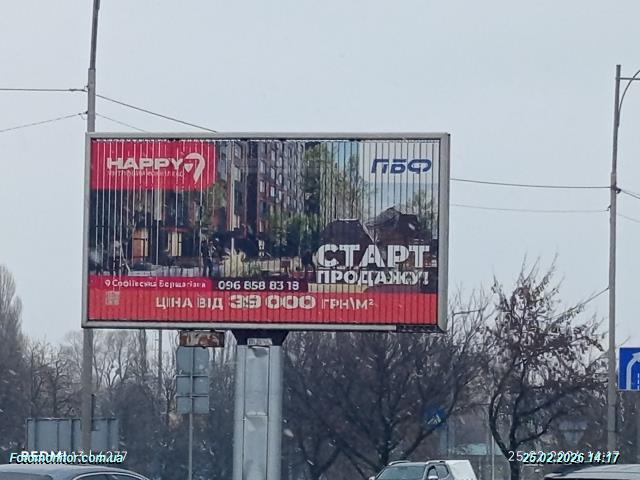 HAPPY
ПБФ
СТАРТ
ПРОДАЖУ!
Софіївська Борщагівка
096 858 83 18
ЦІНА ВІД 39 000 ГРН\М²
Fotomonitor.com.ua
25.02.2026 14:17